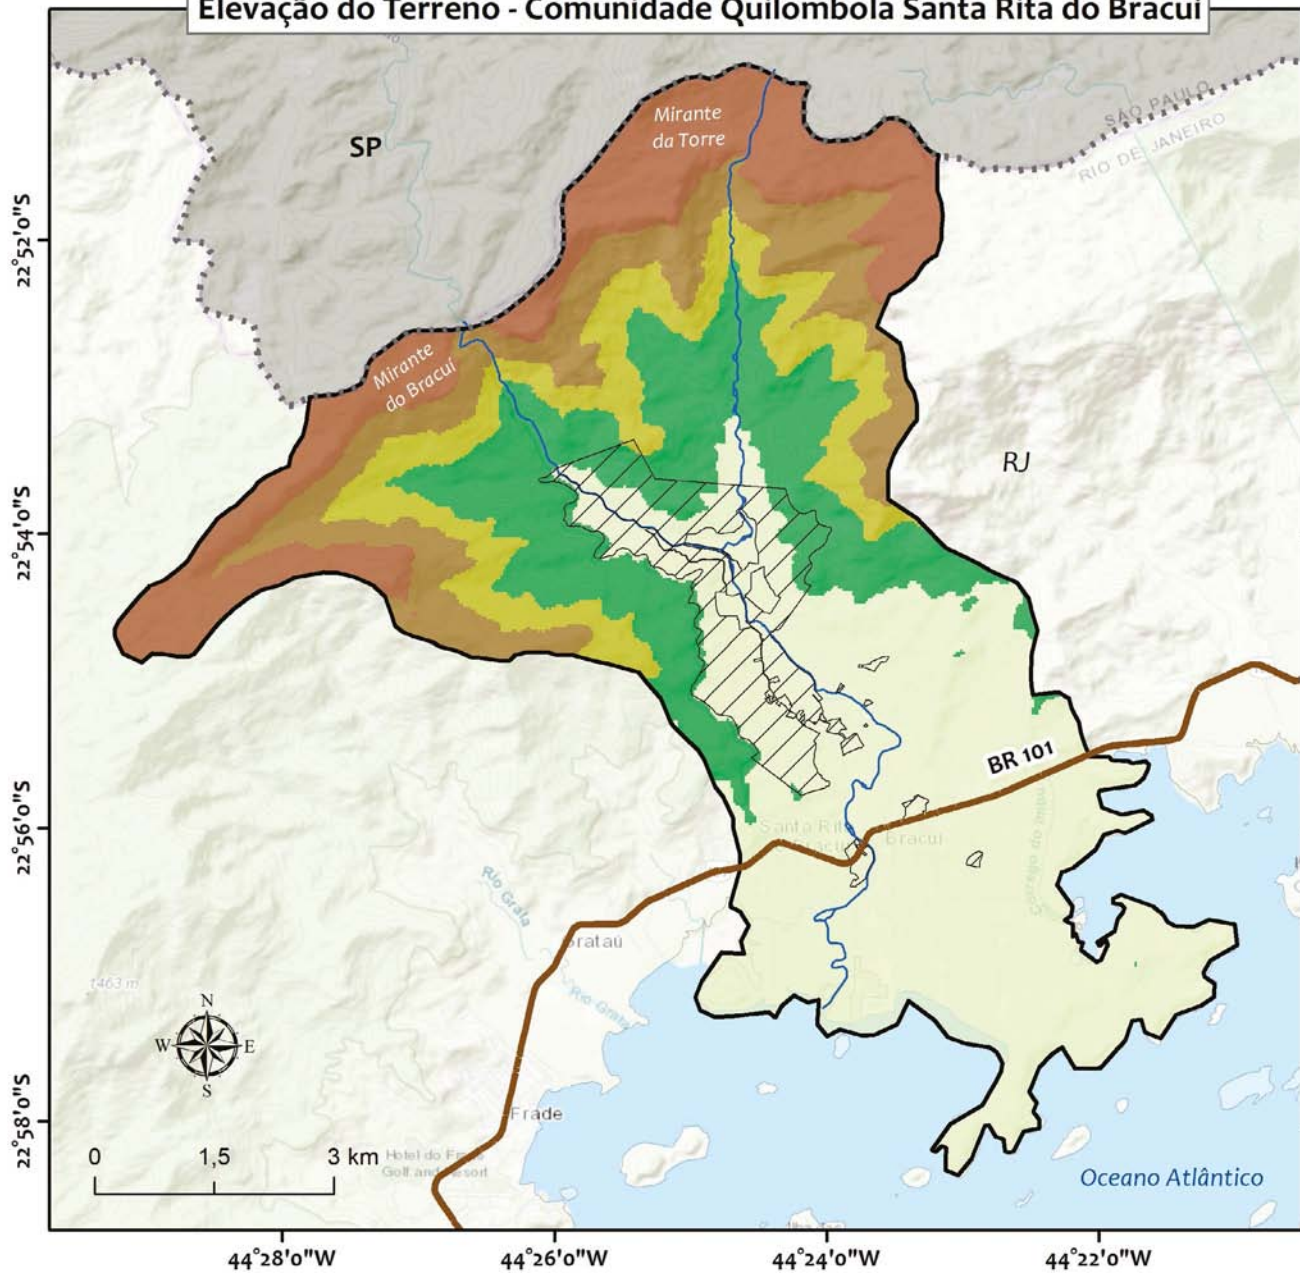 Elevação do Terreno - Comunidade Quilombola Santa Rita do Bracuí
SP
Mirante
da Torre
SÃO PAULO
RIO DE JANEIRO
22°52'0"S
Mirante
do Bracuí
RJ
22°54'0"S
BR 101
22°56'0"S
Santa Rita
Bracuí
Rio Grataú
Grataú
1463 m
N
W E
S
Frade
22°58'0"S
0 1,5 3 km
Hotel do Frade
Golf and Resort
Oceano Atlântico
44°28'0"W 44°26'0"W 44°24'0"W 44°22'0"W